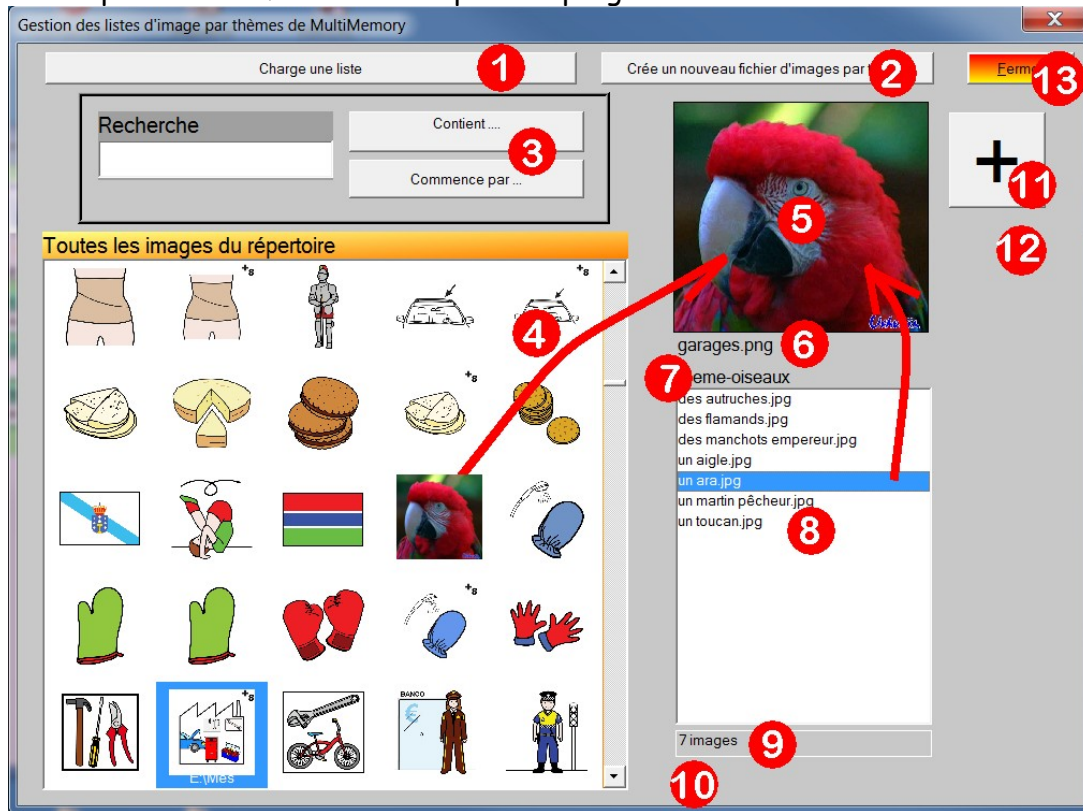 Gestion des listes d'image par thèmes de MultiMemory
Charge une liste
1
Crée un nouveau fichier d'images par
2
Ferme
13
Recherche
Contient ....
3
Commence par ...
+
11
12
5
Toutes les images du répertoire
+s
+s
4
garages.png
6
7
eme-oiseaux
des autruches.jpg
des flamands.jpg
des manchots empereur.jpg
un aigle.jpg
un ara.jpg
un martin pêcheur.jpg
un toucan.jpg
8
+s
+s
+s
BANCO
€
E:\Mes
7 images
9
10